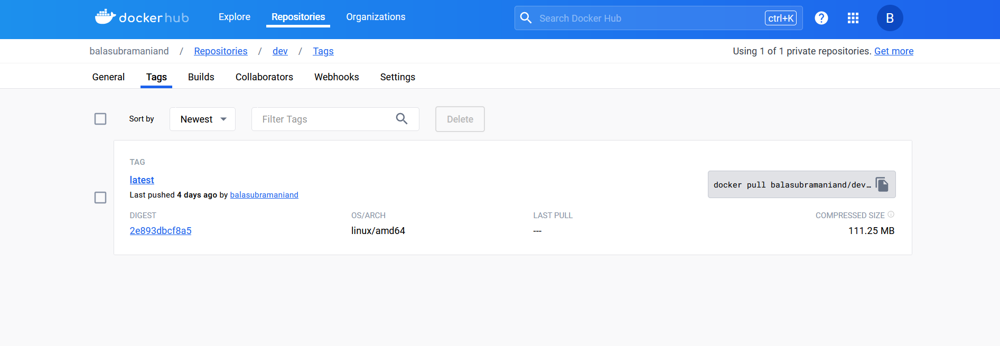 dockerhub Explore Repositories Organizations Search Docker Hub ctrl+K ? B
balasubramaniand / Repositories / dev / Tags Using 1 of 1 private repositories. Get more
General Tags Builds Collaborators Webhooks Settings
Sort by Newest Filter Tags Delete
TAG
latest
docker pull balasubramaniand/dev…
Last pushed 4 days ago by balasubramaniand
DIGEST OS/ARCH LAST PULL COMPRESSED SIZE
2e893dbcf8a5 linux/amd64 --- 111.25 MB